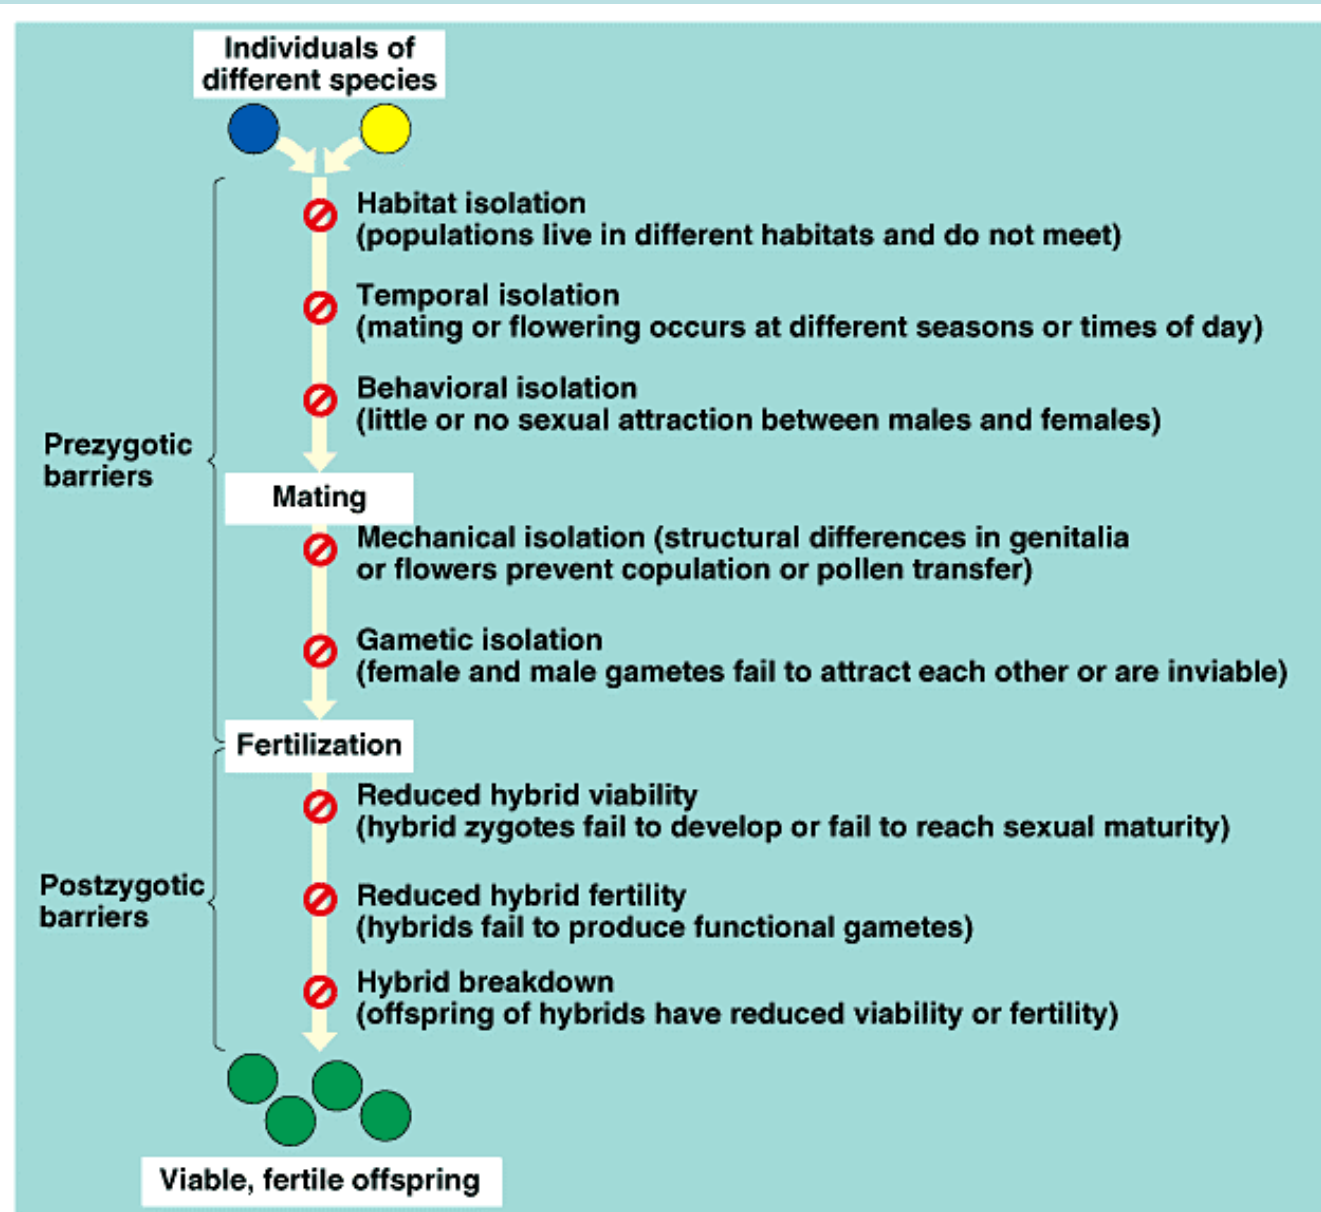 Individuals of
different species
Habitat isolation
(populations live in different habitats and do not meet)
Temporal isolation
(mating or flowering occurs at different seasons or times of day)
Behavioral isolation
(little or no sexual attraction between males and females)
Prezygotic
barriers
Mating
Mechanical isolation (structural differences in genitalia
or flowers prevent copulation or pollen transfer)
Gametic isolation
(female and male gametes fail to attract each other or are inviable)
Fertilization
Reduced hybrid viability
(hybrid zygotes fail to develop or fail to reach sexual maturity)
Postzygotic
barriers
Reduced hybrid fertility
(hybrids fail to produce functional gametes)
Hybrid breakdown
(offspring of hybrids have reduced viability or fertility)
Viable, fertile offspring